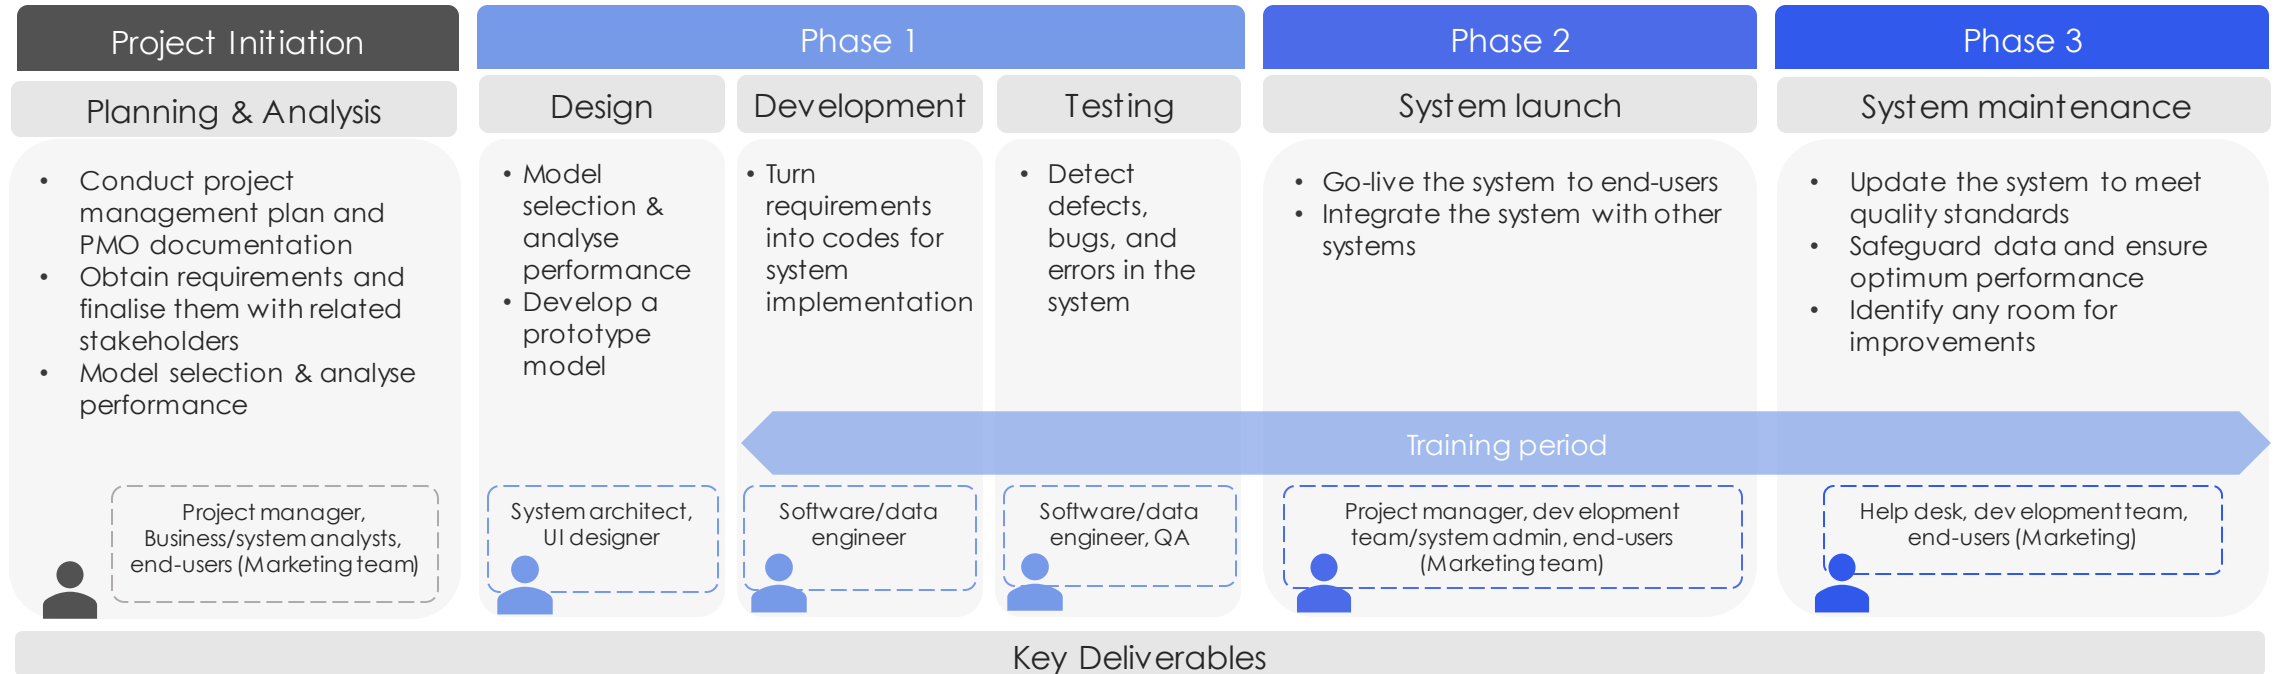 Project Initiation
Planning & Analysis
• Conduct project
management plan and
PMO documentation
• Obtain requirements and
finalise them with related
stakeholders
• Model selection & analyse
performance
Project manager,
Business/system analysts,
end-users (Marketing team)
Phase 1
Design
• Model
selection &
analyse
performance
• Develop a
prototype
model
System architect,
UI designer
Development
• Turn
requirements
into codes for
system
implementation
Software/data
engineer
Testing
• Detect
defects,
bugs, and
errors in the
system
Software/data
engineer, QA
Phase 2
System launch
• Go-live the system to end-users
• Integrate the system with other
systems
Project manager, development
team/system admin, end-users
(Marketing team)
Phase 3
System maintenance
• Update the system to meet
quality standards
• Safeguard data and ensure
optimum performance
• Identify any room for
improvements
Help desk, development team,
end-users (Marketing)
Training period
Key Deliverables